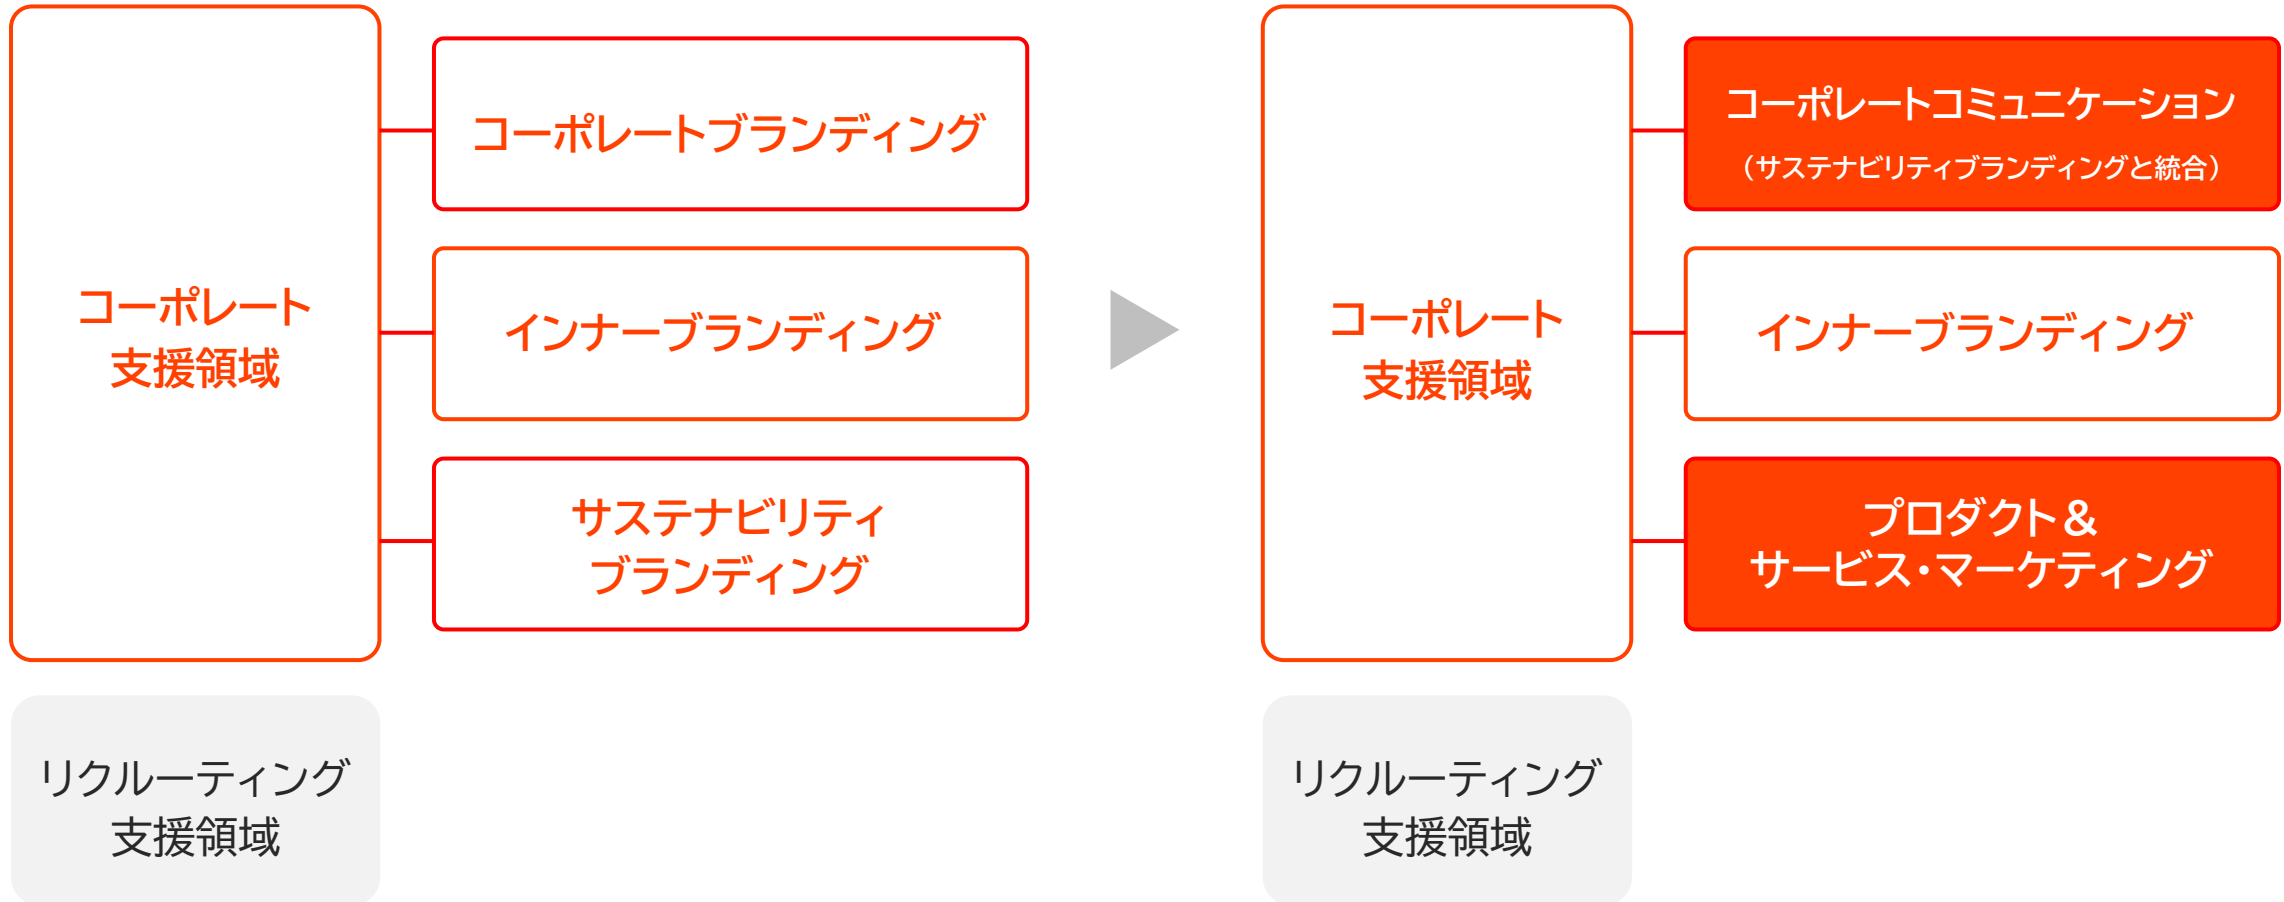 コーポレート
支援領域
コーポレートブランディング
インナーブランディング
サステナビリティ
ブランディング
リクルーティング
支援領域
コーポレート
支援領域
コーポレートコミュニケーション
（サステナビリティブランディングと統合）
インナーブランディング
プロダクト＆
サービス・マーケティング
リクルーティング
支援領域